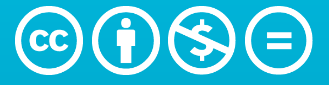 cc $ =